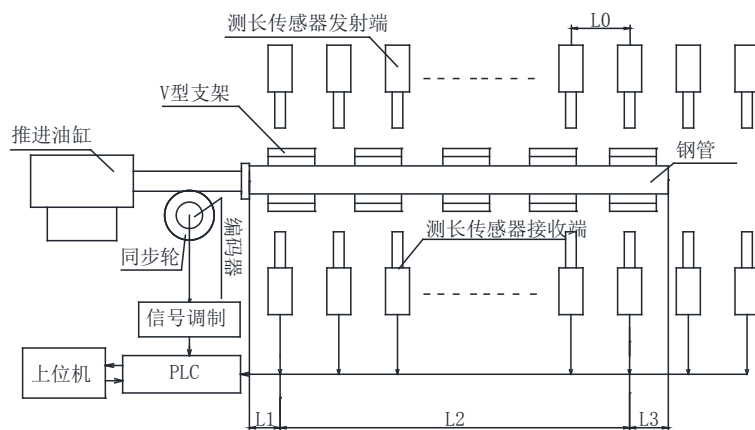 测长传感器发射端
L0
V型支架
推进油缸
钢管
测长传感器接收端
编码器
同步轮
信号调制
上位机
PLC
L1
L2
L3